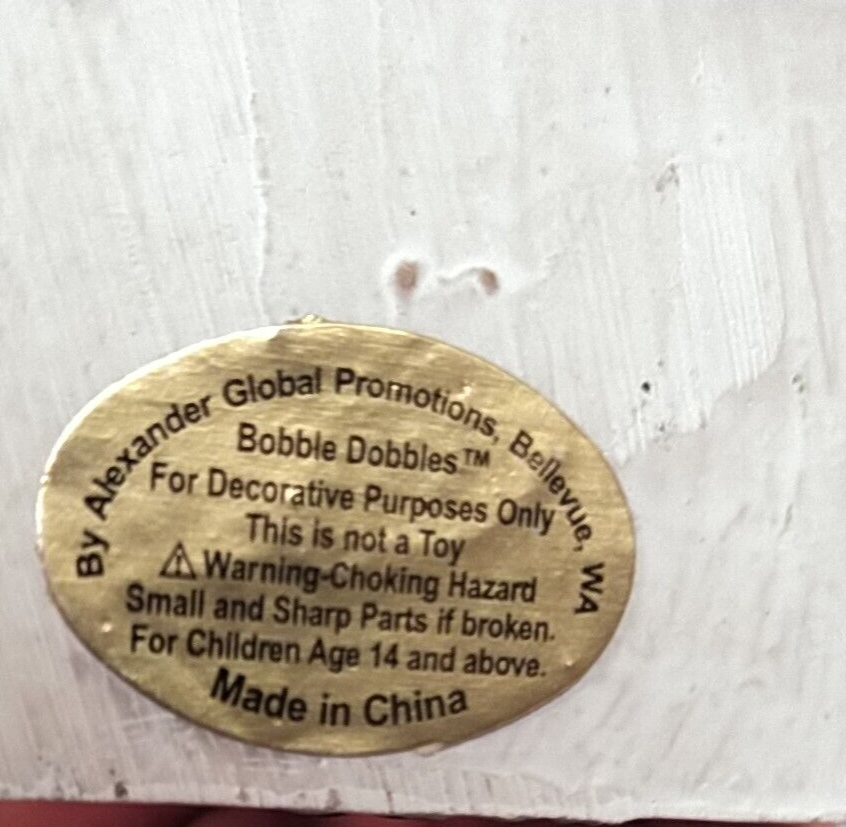 By Alexander Global Promotions, Bellevue, WA
Bobble Dobbles™
For Decorative Purposes Only
This is not a Toy
⚠ Warning-Choking Hazard
Small and Sharp Parts if broken.
For Children Age 14 and above.
Made in China